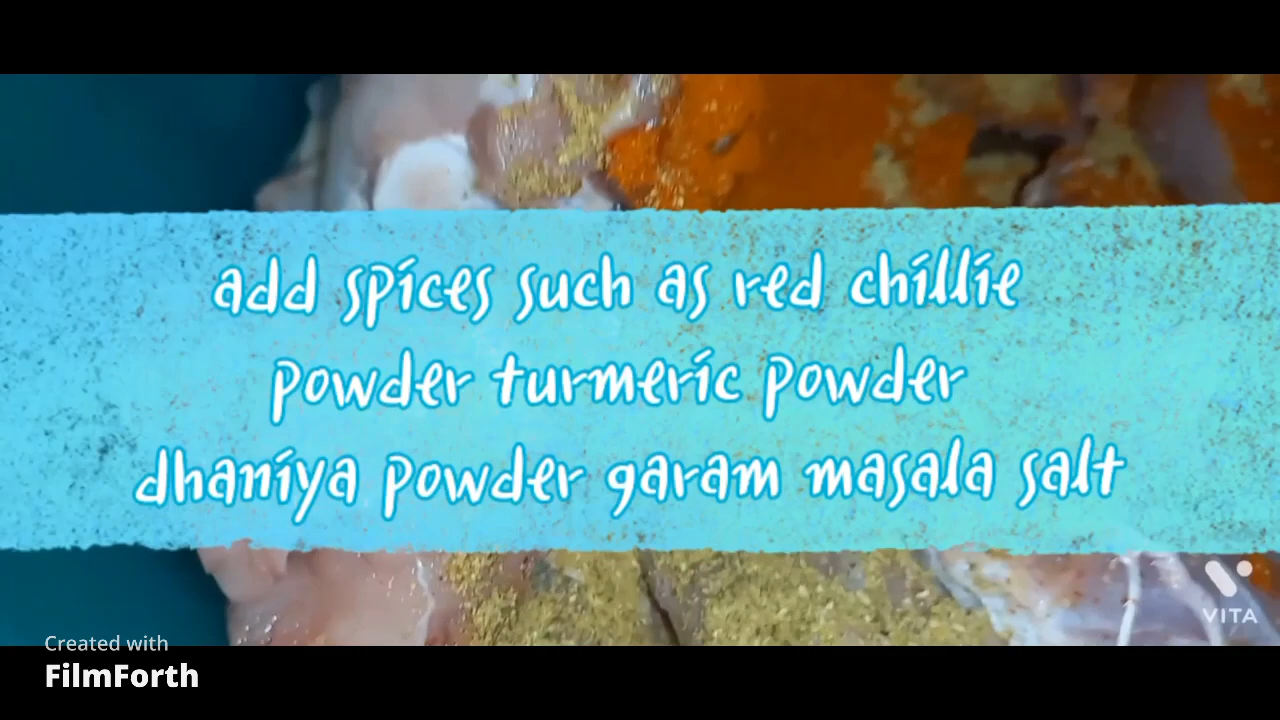 add spices such as red chillie
powder turmeric powder
dhaniya powder garam masala salt
VITA
Created with
FilmForth